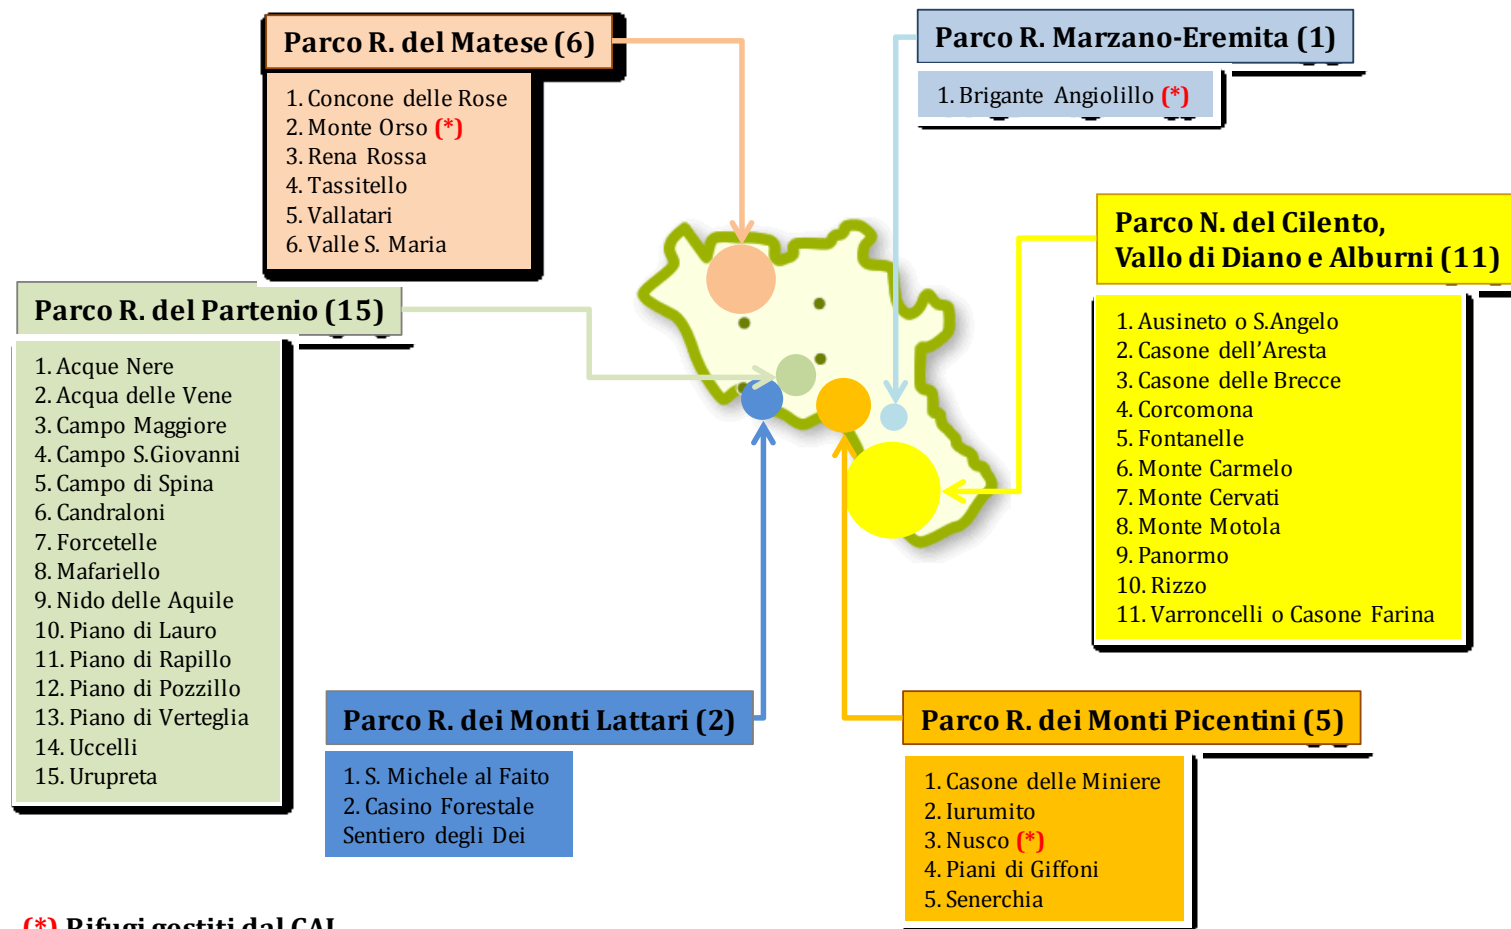 Parco R. del Matese (6)
1. Concone delle Rose
2. Monte Orso (*)
3. Rena Rossa
4. Tassitello
5. Vallatari
6. Valle S. Maria
Parco R. Marzano-Eremita (1)
1. Brigante Angiolillo (*)
Parco N. del Cilento,
Vallo di Diano e Alburni (11)
1. Ausineto o S.Angelo
2. Casone dell'Aresta
3. Casone delle Brecce
4. Corcomona
5. Fontanelle
6. Monte Carmelo
7. Monte Cervati
8. Monte Motola
9. Panormo
10. Rizzo
11. Varroncelli o Casone Farina
Parco R. del Partenio (15)
1. Acque Nere
2. Acqua delle Vene
3. Campo Maggiore
4. Campo S.Giovanni
5. Campo di Spina
6. Candraloni
7. Forcetelle
8. Mafariello
9. Nido delle Aquile
10. Piano di Lauro
11. Piano di Rapillo
12. Piano di Pozzillo
13. Piano di Verteglia
14. Uccelli
15. Urupreta
Parco R. dei Monti Lattari (2)
1. S. Michele al Faito
2. Casino Forestale
Sentiero degli Dei
Parco R. dei Monti Picentini (5)
1. Casone delle Miniere
2. Iurumito
3. Nusco (*)
4. Piani di Giffoni
5. Senerchia
(*) Rifugi gestiti dal CAI